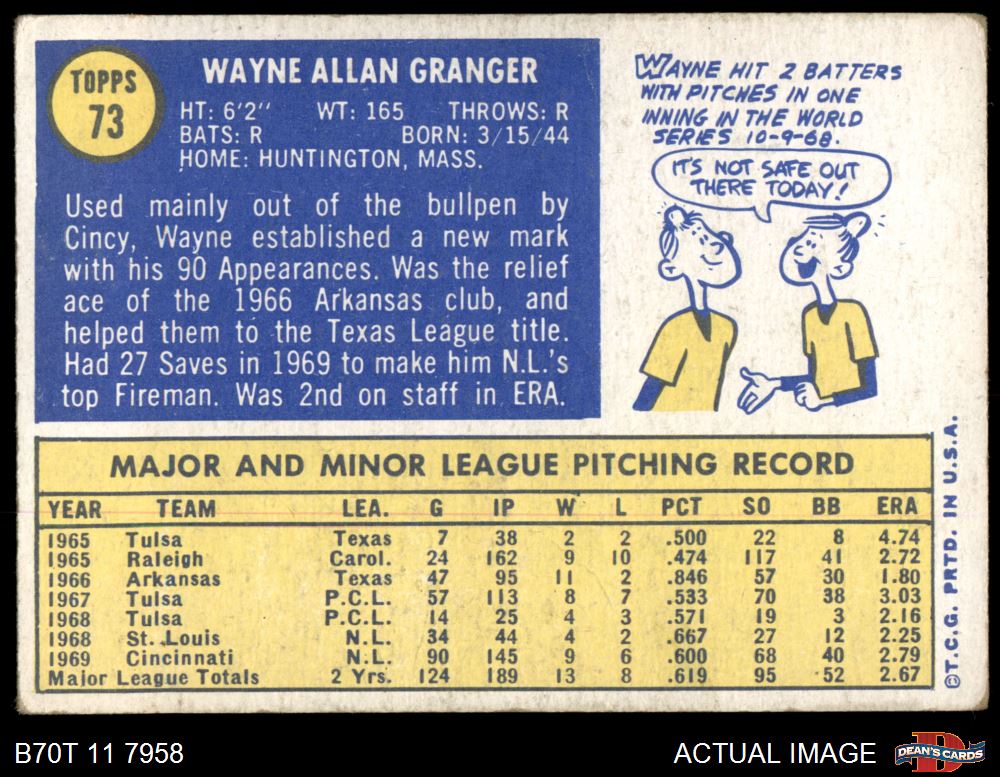 TOPPS
73
WAYNE ALLAN GRANGER
HT: 6'2" WT: 165 THROWS: R
BATS: R BORN: 3/15/44
HOME: HUNTINGTON, MASS.
Used mainly out of the bullpen by
Cincy, Wayne established a new mark
with his 90 Appearances. Was the relief
ace of the 1966 Arkansas club, and
helped them to the Texas League title.
Had 27 Saves in 1969 to make him N.L.'s
top Fireman. Was 2nd on staff in ERA.
WAYNE HIT 2 BATTERS
WITH PITCHES IN ONE
INNING IN THE WORLD
SERIES 10-9-68.
IT'S NOT SAFE OUT
THERE TODAY!
MAJOR AND MINOR LEAGUE PITCHING RECORD
YEAR TEAM LEA. G IP W L PCT SO BB ERA
1965 Tulsa Texas 7 38 2 2 .500 22 8 4.74
1965 Raleigh Carol. 24 162 9 10 .474 117 41 2.72
1966 Arkansas Texas 47 95 11 2 .846 57 30 1.80
1967 Tulsa P.C.L. 57 113 8 7 .533 70 38 3.03
1968 Tulsa P.C.L. 14 25 4 3 .571 19 3 2.16
1968 St. Louis N.L. 34 44 4 2 .667 27 12 2.25
1969 Cincinnati N.L. 90 145 9 6 .600 68 40 2.79
Major League Totals 2 Yrs. 124 189 13 8 .619 95 52 2.67
©T.C.G. PRTD. IN U.S.A.
B70T 11 7958
ACTUAL IMAGE
D
DEAN'S CARDS